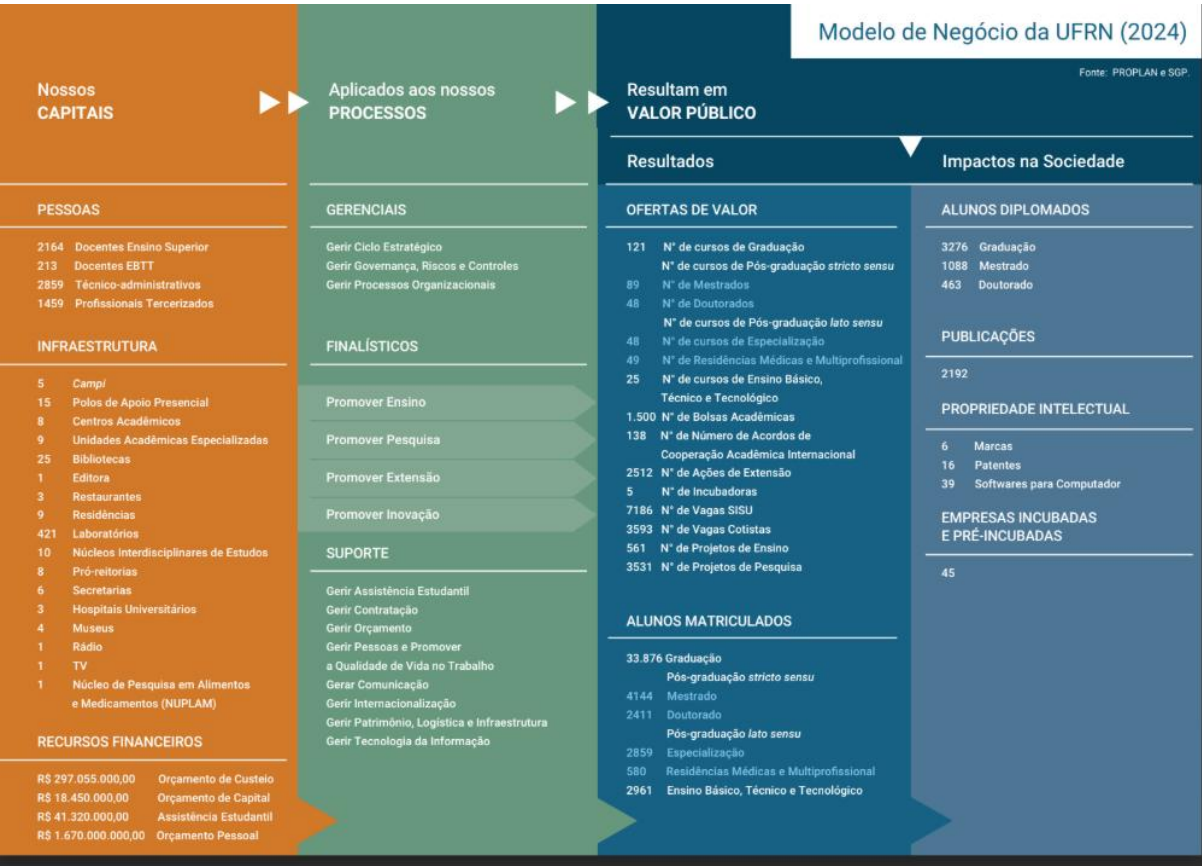 Modelo de Negócio da UFRN (2024)
Fonte: PROPLAN e SGP.
Nossos
CAPITAIS
Aplicados aos nossos
PROCESSOS
Resultam em
VALOR PÚBLICO
Resultados
Impactos na Sociedade
PESSOAS
2164 Docentes Ensino Superior
213 Docentes EBTT
2859 Técnico-administrativos
1459 Profissionais Tercerizados
INFRAESTRUTURA
5 Campi
15 Polos de Apoio Presencial
8 Centros Acadêmicos
9 Unidades Acadêmicas Especializadas
25 Bibliotecas
1 Editora
3 Restaurantes
9 Residências
421 Laboratórios
10 Núcleos Interdisciplinares de Estudos
8 Pró-reitorias
6 Secretarias
3 Hospitais Universitários
4 Museus
1 Rádio
1 TV
1 Núcleo de Pesquisa em Alimentos
e Medicamentos (NUPLAM)
RECURSOS FINANCEIROS
R$ 297.055.000,00 Orçamento de Custeio
R$ 18.450.000,00 Orçamento de Capital
R$ 41.320.000,00 Assistência Estudantil
R$ 1.670.000.000,00 Orçamento Pessoal
GERENCIAIS
Gerir Ciclo Estratégico
Gerir Governança, Riscos e Controles
Gerir Processos Organizacionais
FINALÍSTICOS
Promover Ensino
Promover Pesquisa
Promover Extensão
Promover Inovação
SUPORTE
Gerir Assistência Estudantil
Gerir Contratação
Gerir Orçamento
Gerir Pessoas e Promover
a Qualidade de Vida no Trabalho
Gerar Comunicação
Gerir Internacionalização
Gerir Patrimônio, Logística e Infraestrutura
Gerir Tecnologia da Informação
OFERTAS DE VALOR
121 N° de cursos de Graduação
N° de cursos de Pós-graduação stricto sensu
89 N° de Mestrados
48 N° de Doutorados
N° de cursos de Pós-graduação lato sensu
48 N° de cursos de Especialização
49 N° de Residências Médicas e Multiprofissional
25 N° de cursos de Ensino Básico,
Técnico e Tecnológico
1.500 N° de Bolsas Acadêmicas
138 N° de Número de Acordos de
Cooperação Acadêmica Internacional
2512 N° de Ações de Extensão
5 N° de Incubadoras
7186 N° de Vagas SISU
3593 N° de Vagas Cotistas
561 N° de Projetos de Ensino
3531 N° de Projetos de Pesquisa
ALUNOS MATRICULADOS
33.876 Graduação
Pós-graduação stricto sensu
4144 Mestrado
2411 Doutorado
Pós-graduação lato sensu
2859 Especialização
580 Residências Médicas e Multiprofissional
2961 Ensino Básico, Técnico e Tecnológico
ALUNOS DIPLOMADOS
3276 Graduação
1088 Mestrado
463 Doutorado
PUBLICAÇÕES
2192
PROPRIEDADE INTELECTUAL
6 Marcas
16 Patentes
39 Softwares para Computador
EMPRESAS INCUBADAS
E PRÉ-INCUBADAS
45